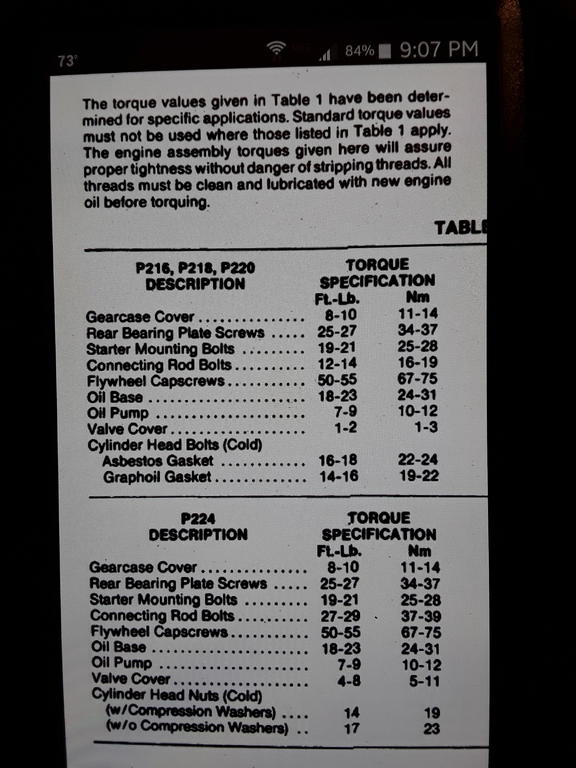 73°
84% 9:07 PM
The torque values given in Table 1 have been deter-
mined for specific applications. Standard torque values
must not be used where those listed in Table 1 apply.
The engine assembly torques given here will assure
proper tightness without danger of stripping threads. All
threads must be clean and lubricated with new engine
oil before torquing.
TABLE
P216, P218, P220 TORQUE
DESCRIPTION SPECIFICATION
Ft.-Lb. Nm
Gearcase Cover .............. 8-10 11-14
Rear Bearing Plate Screws ..... 25-27 34-37
Starter Mounting Bolts ......... 19-21 25-28
Connecting Rod Bolts........... 12-14 16-19
Flywheel Capscrews............ 50-55 67-75
Oil Base ...................... 18-23 24-31
Oil Pump ..................... 7-9 10-12
Valve Cover................... 1-2 1-3
Cylinder Head Bolts (Cold)
Asbestos Gasket ............ 16-18 22-24
Graphoil Gasket............. 14-16 19-22
P224 TORQUE
DESCRIPTION SPECIFICATION
Ft.-Lb. Nm
Gearcase Cover ............... 8-10 11-14
Rear Bearing Plate Screws ..... 25-27 34-37
Starter Mounting Bolts ......... 19-21 25-28
Connecting Rod Bolts........... 27-29 37-39
Flywheel Capscrews............ 50-55 67-75
Oil Base ...................... 18-23 24-31
Oil Pump ..................... 7-9 10-12
Valve Cover................... 4-8 5-11
Cylinder Head Nuts (Cold)
(w/Compression Washers) .... 14 19
(w/o Compression Washers) .. 17 23